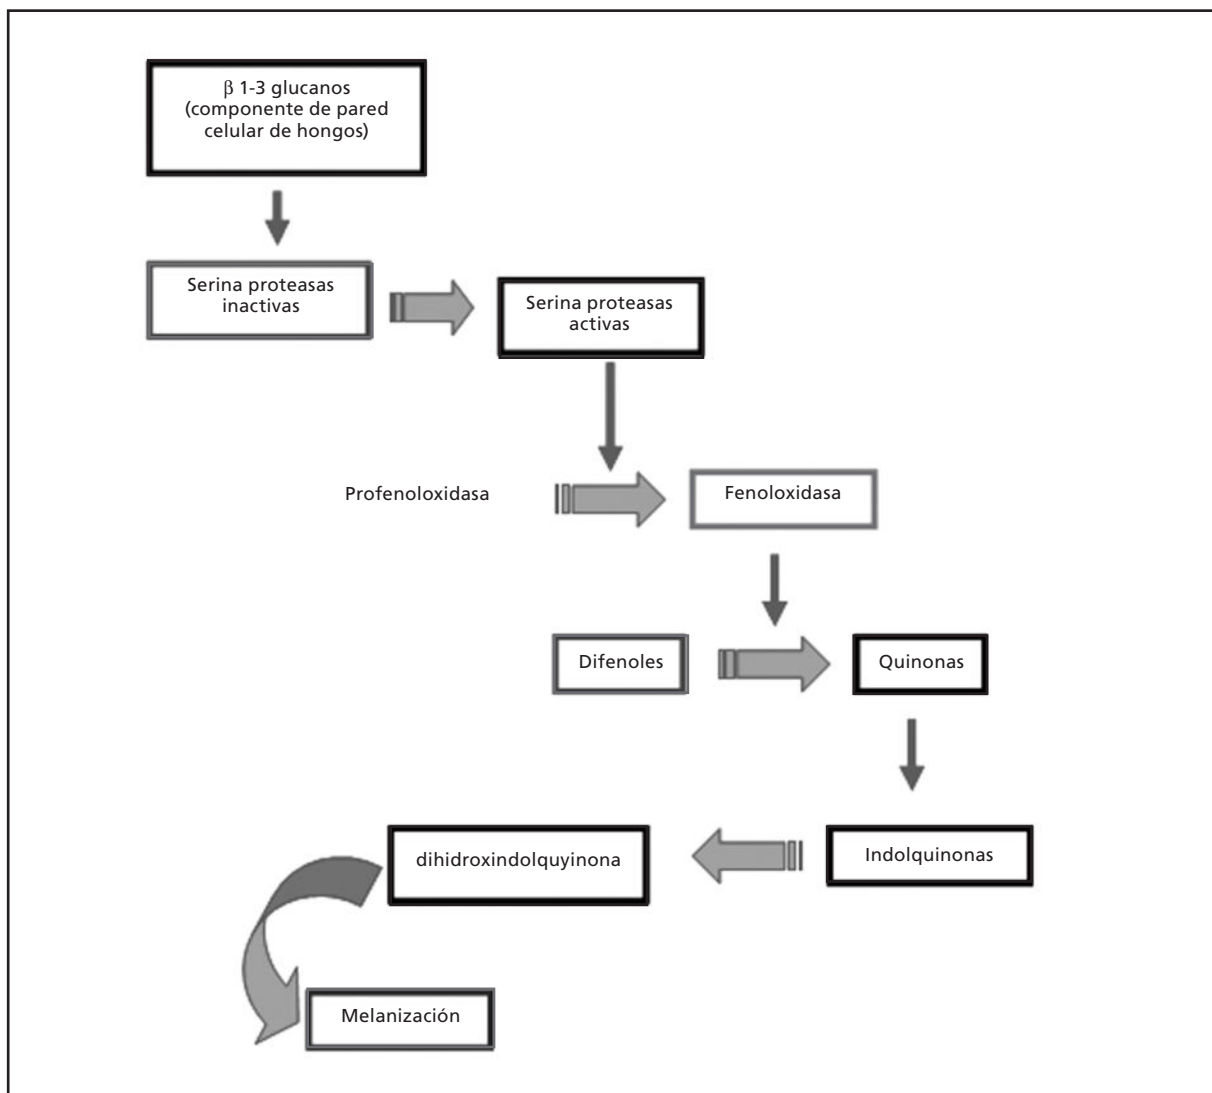 β 1-3 glucanos
(componente de pared
celular de hongos)
Serina proteasas
inactivas
Serina proteasas
activas
Profenoloxidasa
Fenoloxidasa
Difenoles
Quinonas
Indolquinonas
dihidroxindolquyinona
Melanización